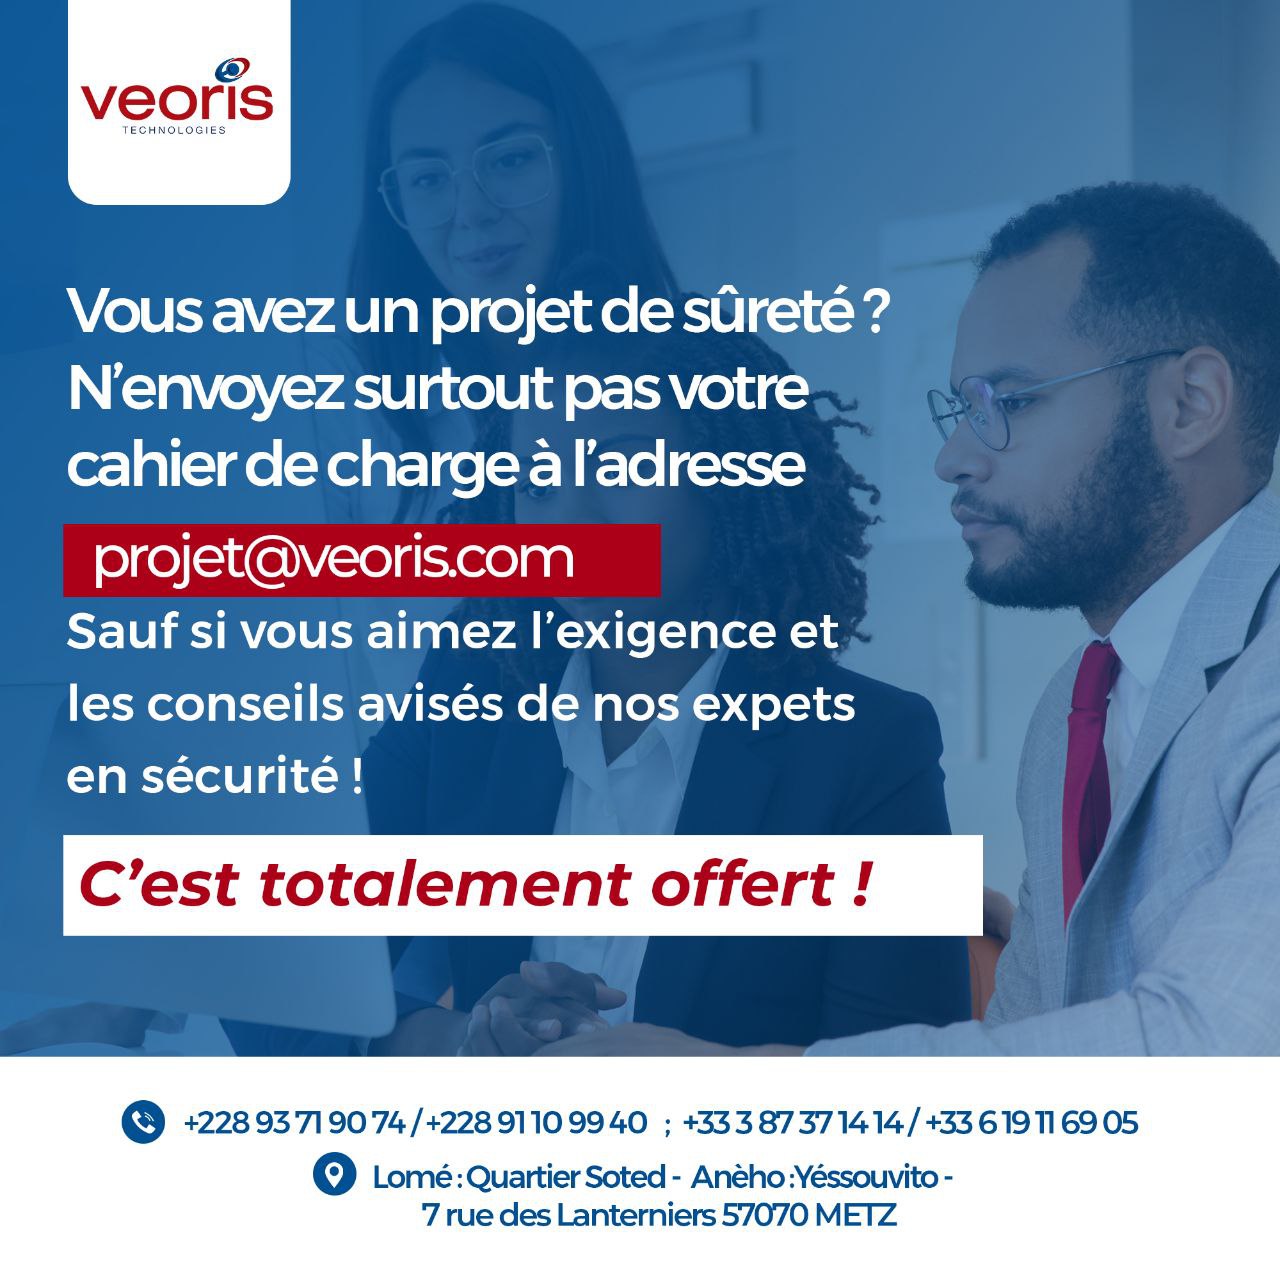 veoris
TECHNOLOGIES
Vous avez un projet de sûreté ?
N’envoyez surtout pas votre
cahier de charge à l’adresse
projet@veoris.com
Sauf si vous aimez l’exigence et
les conseils avisés de nos expets
en sécurité !
C’est totalement offert !
+228 93 71 90 74 / +228 91 10 99 40 ; +33 3 87 37 14 14 / +33 6 19 11 69 05
Lomé : Quartier Soted - Anèho :Yéssouvito -
7 rue des Lanterniers 57070 METZ